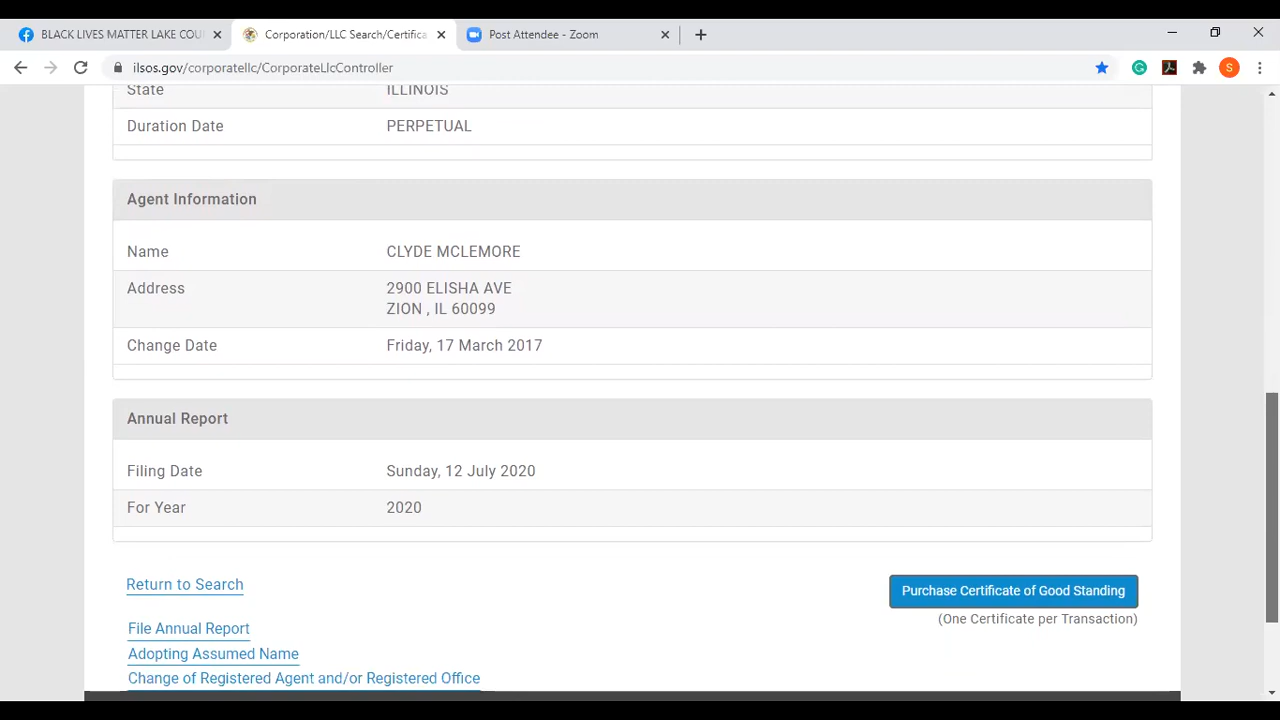 BLACK LIVES MATTER LAKE COU
Corporation/LLC Search/Certifica
Post Attendee - Zoom
ilsos.gov/corporatellc/CorporateLlcController
S
State ILLINOIS
Duration Date PERPETUAL
Agent Information
Name CLYDE MCLEMORE
Address 2900 ELISHA AVE
ZION , IL 60099
Change Date Friday, 17 March 2017
Annual Report
Filing Date Sunday, 12 July 2020
For Year 2020
Return to Search
Purchase Certificate of Good Standing
(One Certificate per Transaction)
File Annual Report
Adopting Assumed Name
Change of Registered Agent and/or Registered Office